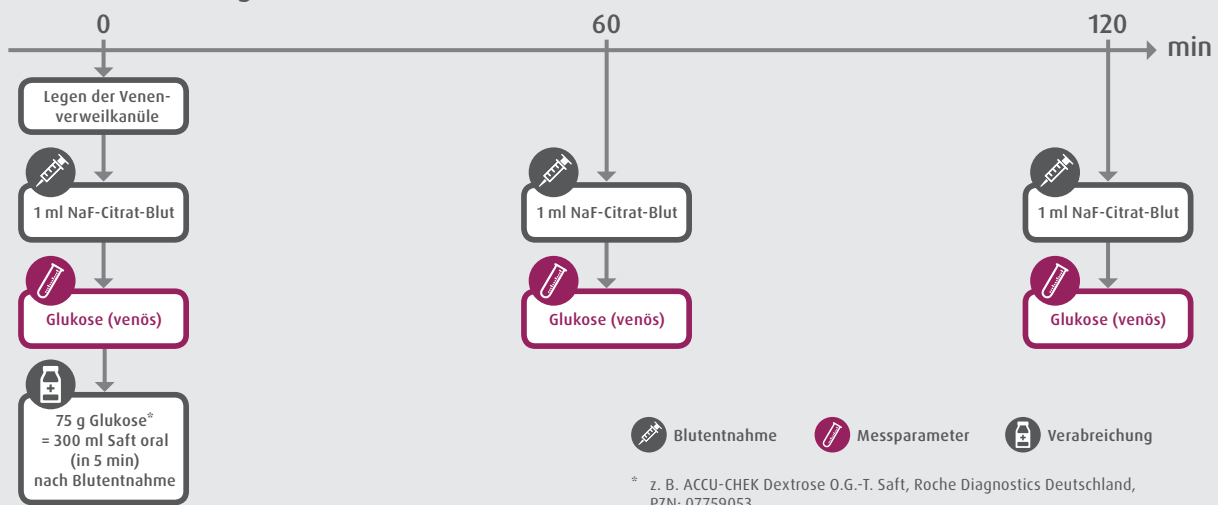 0
60
120
min
Legen der Venen-
verweilkanüle
1 ml NaF-Citrat-Blut
1 ml NaF-Citrat-Blut
1 ml NaF-Citrat-Blut
Glukose (venös)
Glukose (venös)
Glukose (venös)
75 g Glukose*
= 300 ml Saft oral
(in 5 min)
nach Blutentnahme
Blutentnahme
Messparameter
Verabreichung
* z. B. ACCU-CHEK Dextrose O.G.-T. Saft, Roche Diagnostics Deutschland,
PZN: 07759053